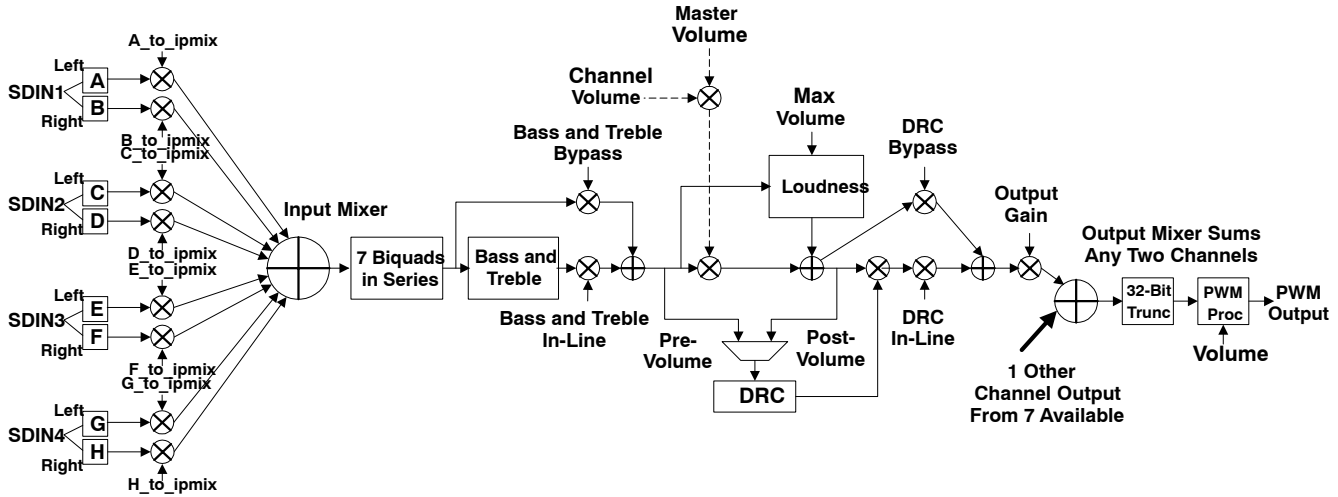 Master
Volume
A_to_ipmix
Left
A
SDIN1
B
Right
B_to_ipmix
Channel
Volume
Max
Volume
Bass and Treble
Bypass
DRC
Bypass
C_to_ipmix
Left
C
SDIN2
D
Right
D_to_ipmix
Input Mixer
Loudness
Output
Gain
Output Mixer Sums
Any Two Channels
7 Biquads
in Series
Bass and
Treble
Bass and Treble
In-Line
E_to_ipmix
Left
E
SDIN3
F
Right
F_to_ipmix
Pre-
Volume
Post-
Volume
DRC
In-Line
32-Bit
Trunc
PWM
Proc
PWM
Output
Volume
DRC
1 Other
Channel Output
From 7 Available
G_to_ipmix
Left
G
SDIN4
H
Right
H_to_ipmix